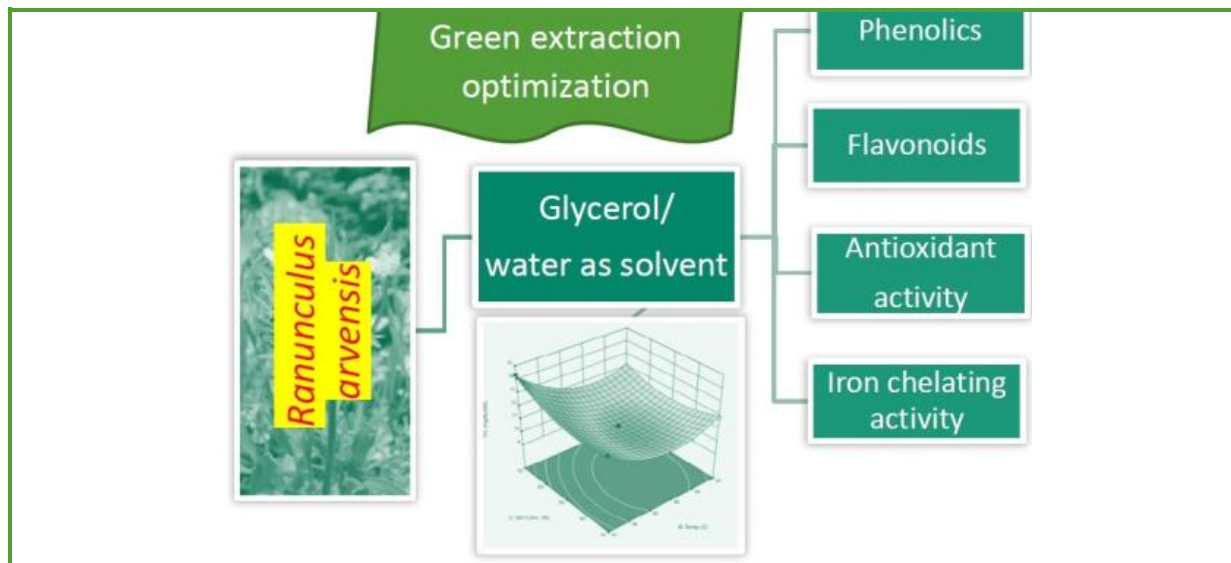 Green extraction
optimization
Phenolics
Flavonoids
Ranunculus
arvensis
Glycerol/
water as solvent
Antioxidant
activity
Iron chelating
activity